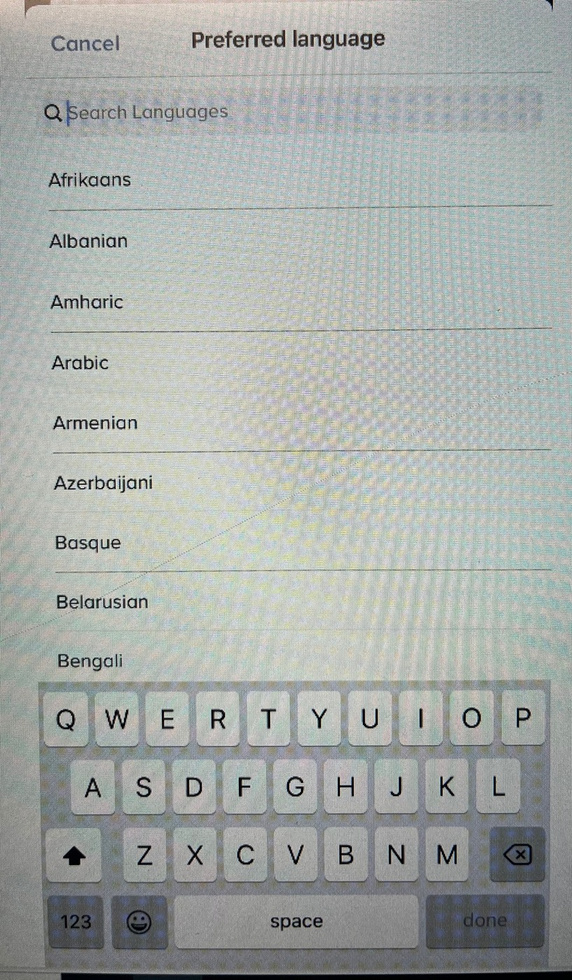 Cancel Preferred language
Search Languages
Afrikaans
Albanian
Amharic
Arabic
Armenian
Azerbaijani
Basque
Belarusian
Bengali
Q W E R T Y U I O P
A S D F G H J K L
Z X C V B N M
123 space done